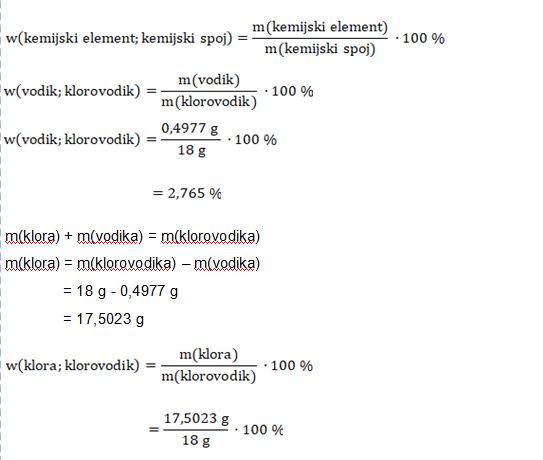 w(kemijski element; kemijski spoj) = m(kemijski element) / m(kemijski spoj) · 100 %
w(vodik; klorovodik) = m(vodik) / m(klorovodik) · 100 %
w(vodik; klorovodik) = 0,4977 g / 18 g · 100 %
= 2,765 %
m(klora) + m(vodika) = m(klorovodika)
m(klora) = m(klorovodika) – m(vodika)
= 18 g - 0,4977 g
= 17,5023 g
w(klora; klorovodik) = m(klora) / m(klorovodik) · 100 %
= 17,5023 g / 18 g · 100 %